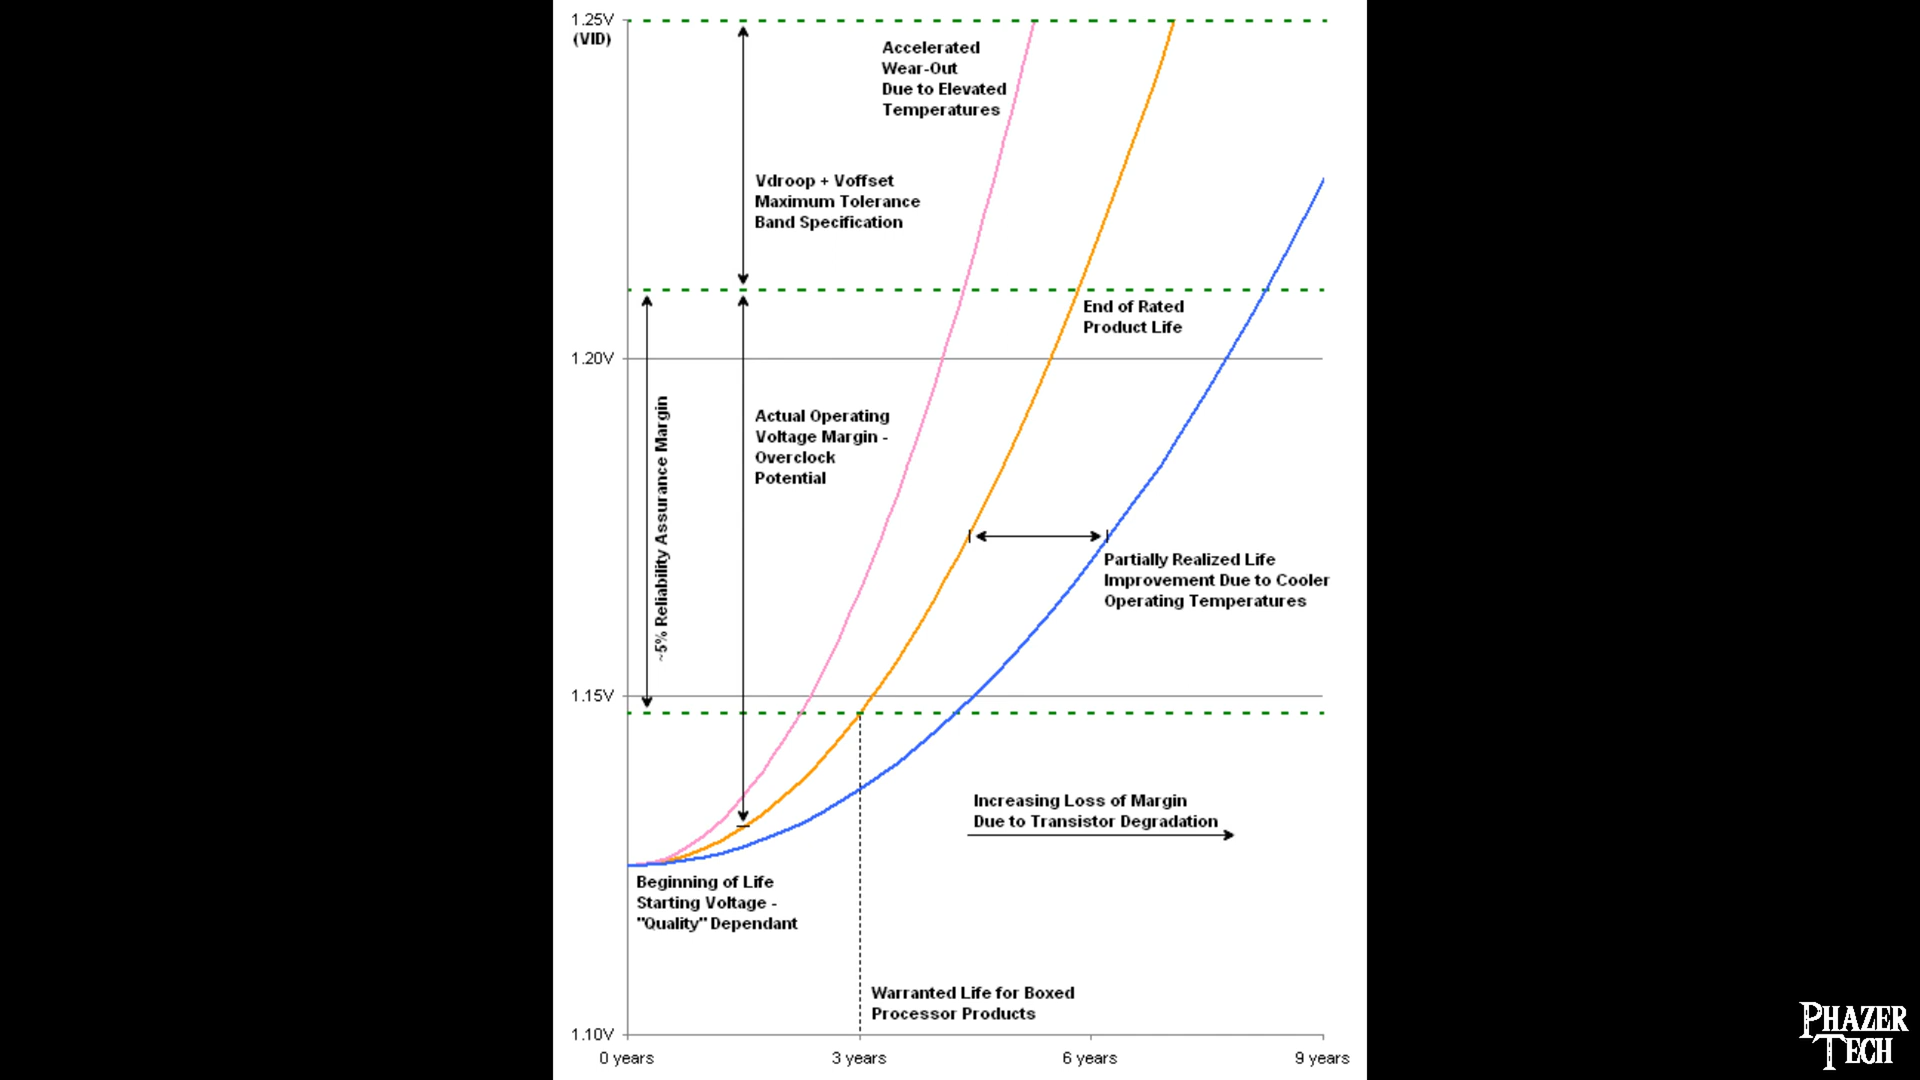 1.25V
(VID)
Accelerated
Wear-Out
Due to Elevated
Temperatures
Vdroop + Voffset
Maximum Tolerance
Band Specification
End of Rated
Product Life
1.20V
~5% Reliability Assurance Margin
Actual Operating
Voltage Margin -
Overclock
Potential
Partially Realized Life
Improvement Due to Cooler
Operating Temperatures
1.15V
Increasing Loss of Margin
Due to Transistor Degradation
Beginning of Life
Starting Voltage -
"Quality" Dependant
Warranted Life for Boxed
Processor Products
1.10V
0 years
3 years
6 years
9 years
PHAZER
TECH